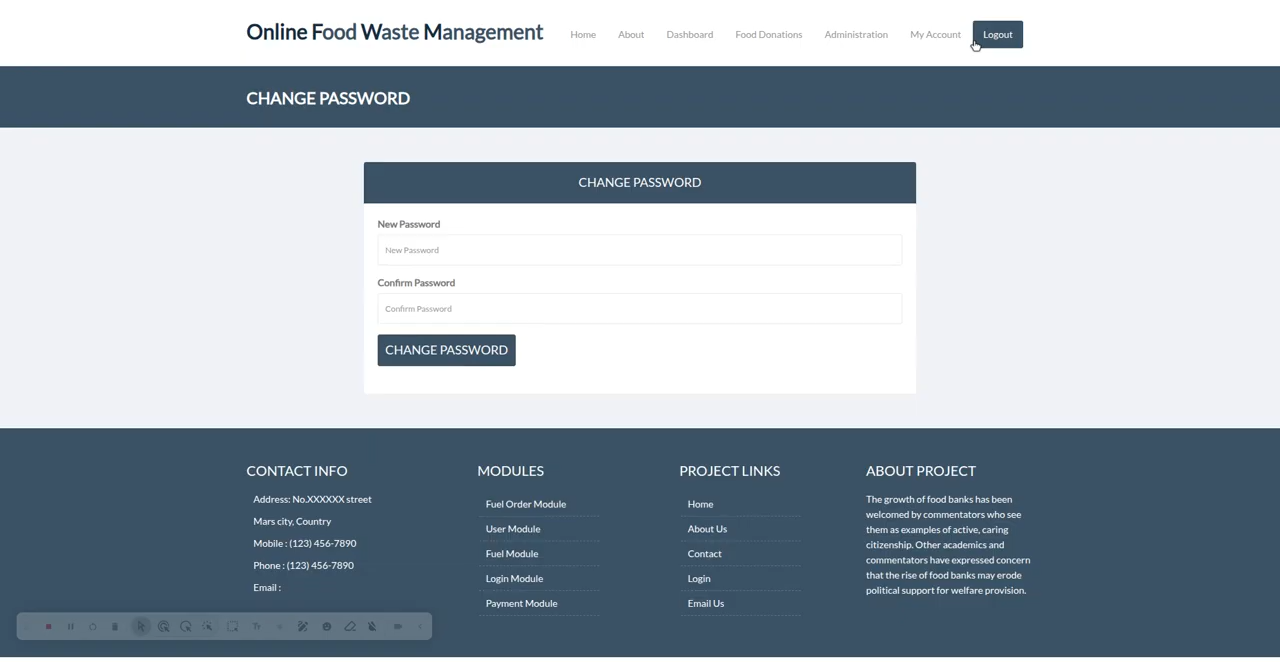 Online Food Waste Management
Home
About
Dashboard
Food Donations
Administration
My Account
Logout
CHANGE PASSWORD
CHANGE PASSWORD
New Password
New Password
Confirm Password
Confirm Password
CHANGE PASSWORD
CONTACT INFO
Address: No.XXXXXX street
Mars city, Country
Mobile : (123) 456-7890
Phone : (123) 456-7890
Email :
MODULES
Fuel Order Module
User Module
Fuel Module
Login Module
Payment Module
PROJECT LINKS
Home
About Us
Contact
Login
Email Us
ABOUT PROJECT
The growth of food banks has been
welcomed by commentators who see
them as examples of active, caring
citizenship. Other academics and
commentators have expressed concern
that the rise of food banks may erode
political support for welfare provision.